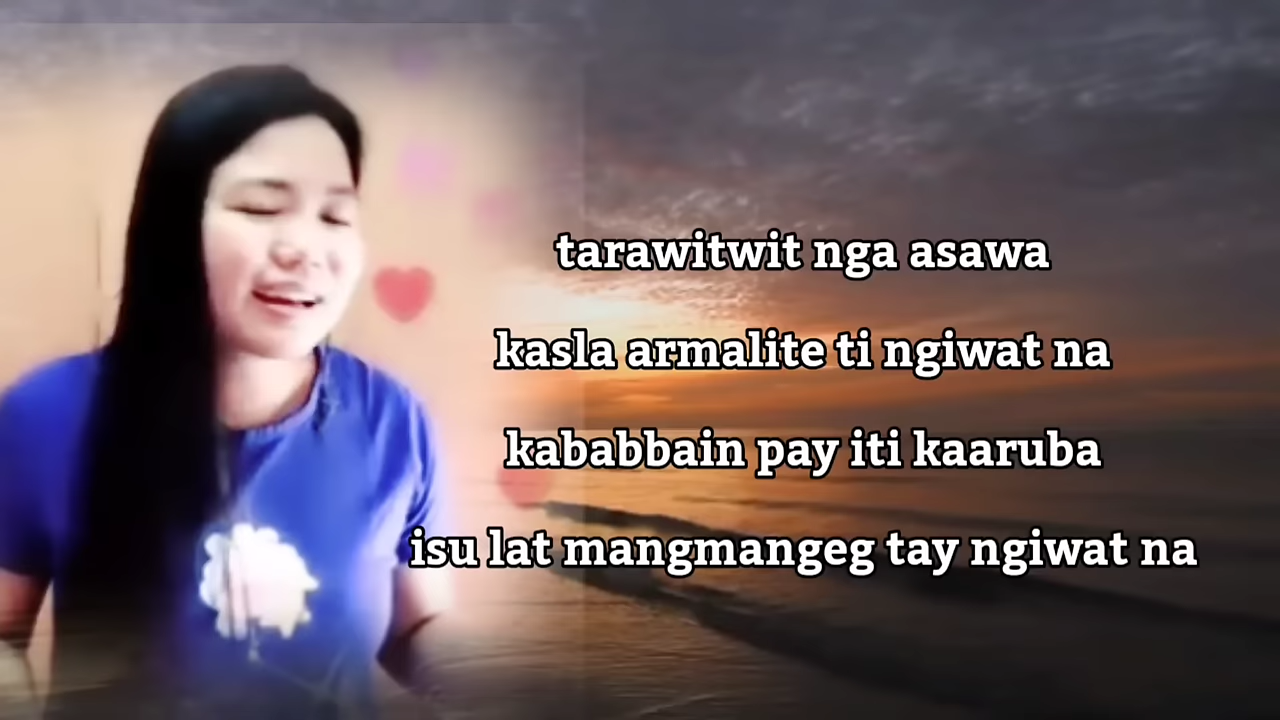 tarawitwit nga asawa
kasla armalite ti ngiwat na
kababbain pay iti kaaruba
isu lat mangmangeg tay ngiwat na